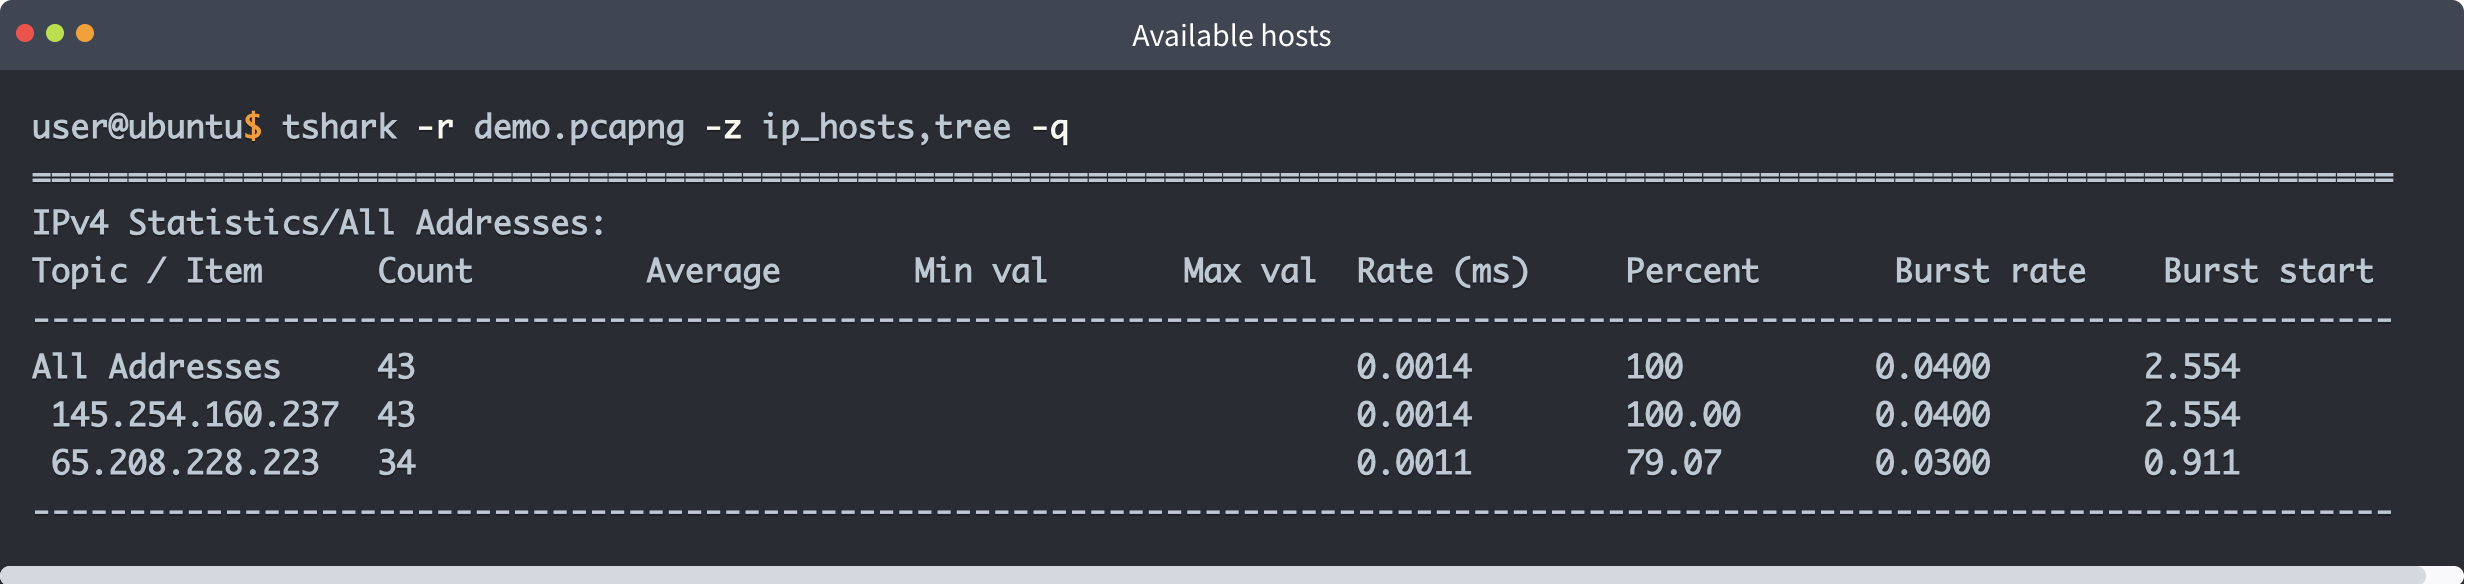 Available hosts
user@ubuntu$ tshark -r demo.pcapng -z ip_hosts,tree -q
===========================================================================================================================
IPv4 Statistics/All Addresses:
Topic / Item      Count         Average       Min val       Max val  Rate (ms)     Percent       Burst rate    Burst start
---------------------------------------------------------------------------------------------------------------------------
All Addresses     43                                                 0.0014        100          0.0400        2.554
 145.254.160.237  43                                                 0.0014        100.00       0.0400        2.554
 65.208.228.223   34                                                 0.0011        79.07        0.0300        0.911
---------------------------------------------------------------------------------------------------------------------------